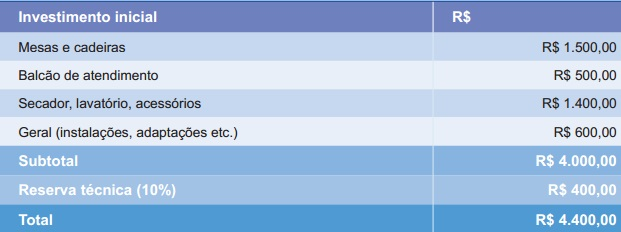 Investimento inicial R$
Mesas e cadeiras R$ 1.500,00
Balcão de atendimento R$ 500,00
Secador, lavatório, acessórios R$ 1.400,00
Geral (instalações, adaptações etc.) R$ 600,00
Subtotal R$ 4.000,00
Reserva técnica (10%) R$ 400,00
Total R$ 4.400,00